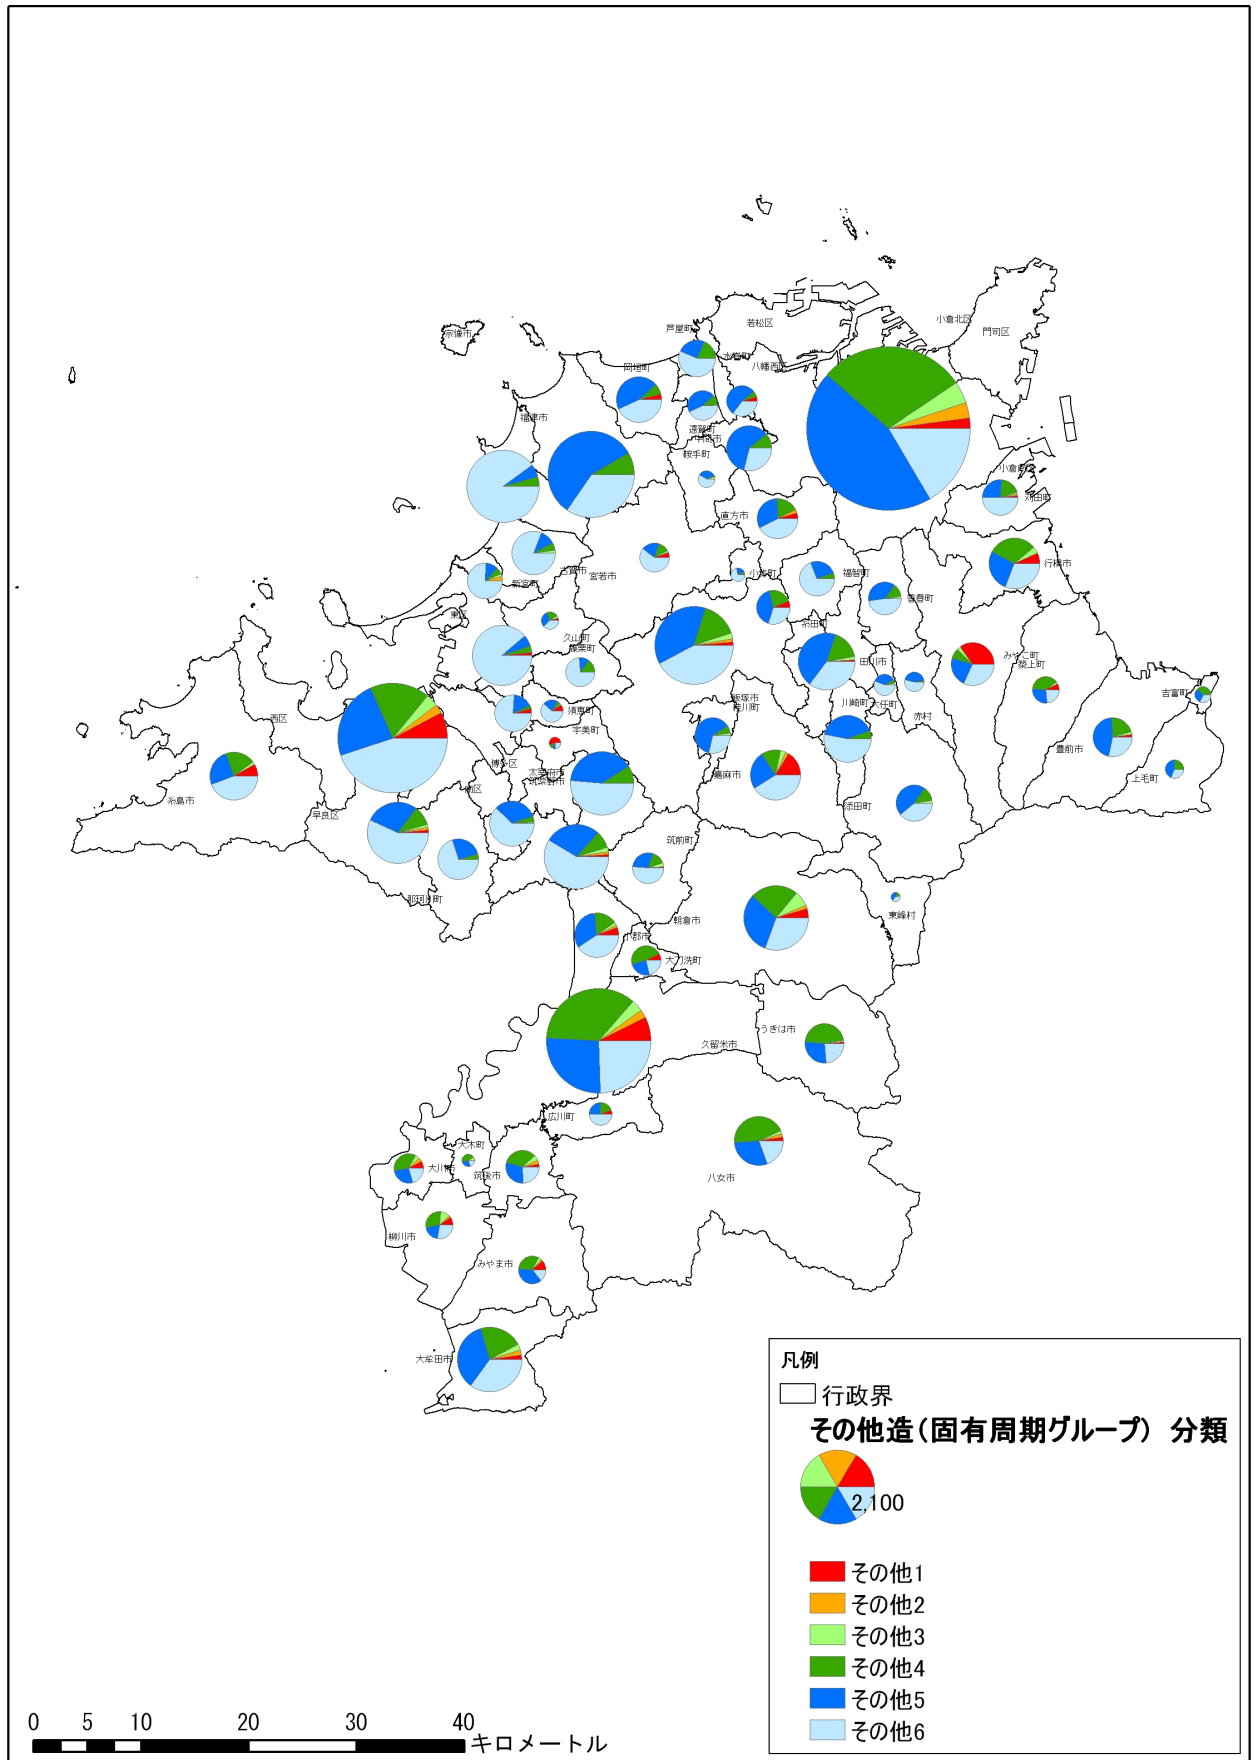 小倉北区
門司区
若松区
芦屋町
宗像市
水巻町
八幡西区
岡垣町
福津市
遠賀町
中間市
鞍手町
小倉南区
苅田町
直方市
行橋市
小竹町
福智町
香春町
古賀市
宮若市
新宮町
東区
久山町
篠栗町
糸田町
田川市
みやこ町
築上町
吉富町
飯塚市
桂川町
川崎町
大任町
赤村
西区
須恵町
宇美町
豊前市
上毛町
博多区
太宰府市
筑紫野市
嘉麻市
糸島市
南区
早良区
添田町
筑前町
那珂川町
朝倉市
東峰村
小郡市
大刀洗町
うきは市
久留米市
広川町
大木町
大川市
筑後市
八女市
柳川市
みやま市
大牟田市
凡例
行政界
その他造(固有周期グループ) 分類
2,100
その他1
その他2
その他3
その他4
その他5
その他6
0 5 10 20 30 40
キロメートル